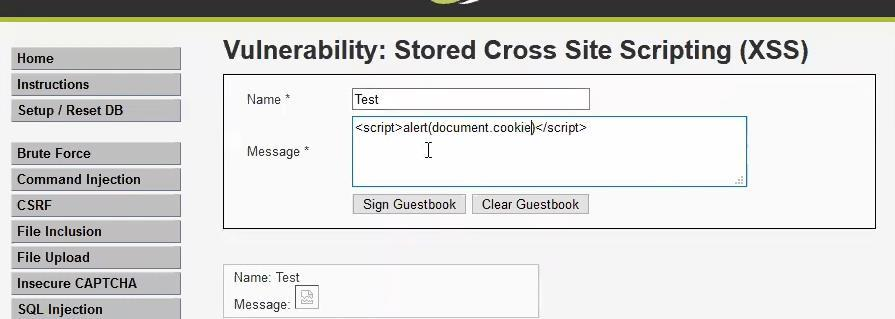 Home
Instructions
Setup / Reset DB
Brute Force
Command Injection
CSRF
File Inclusion
File Upload
Insecure CAPTCHA
SQL Injection
Vulnerability: Stored Cross Site Scripting (XSS)
Name * Test
Message * <script>alert(document.cookie)</script>
Sign Guestbook Clear Guestbook
Name: Test
Message: